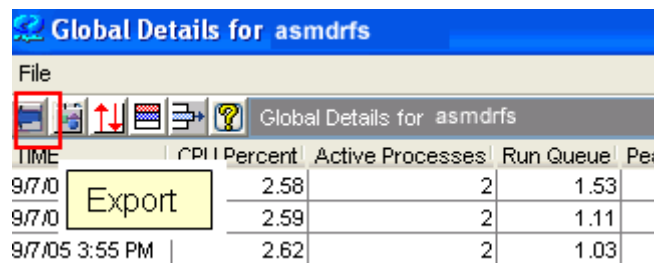 Global Details for asmdrfs
File
Global Details for asmdrfs
TIME CPU Percent Active Processes Run Queue Pea
9/7/0 2.58 2 1.53
Export
9/7/0 2.59 2 1.11
9/7/05 3:55 PM 2.62 2 1.03